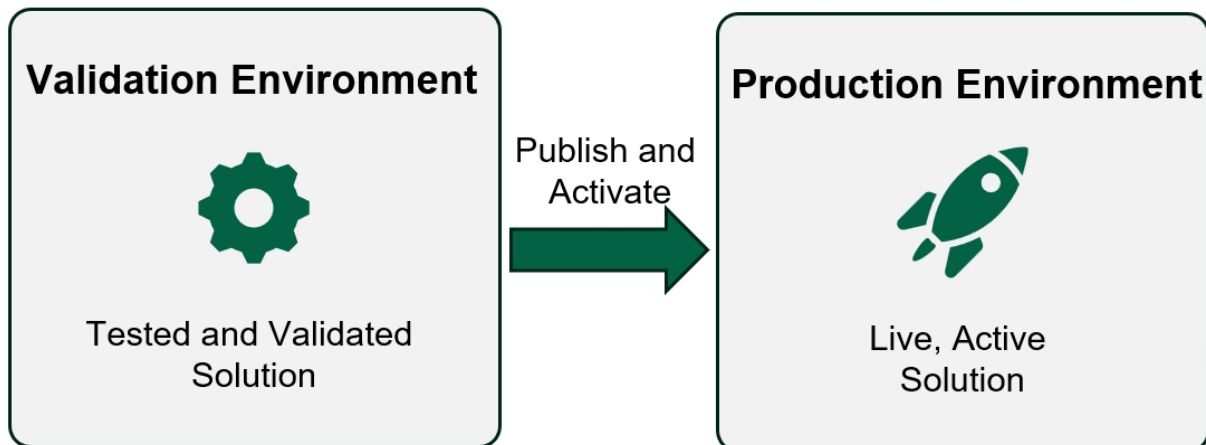 Validation Environment
Tested and Validated
Solution
Publish and
Activate
Production Environment
Live, Active
Solution